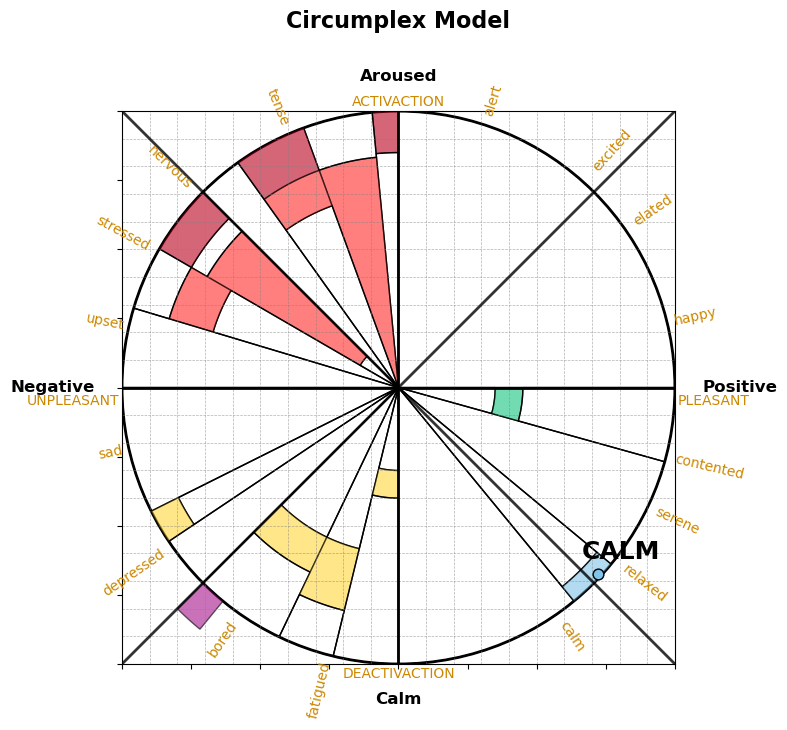 Circumplex Model
Aroused
ACTIVACTION
tense
alert
nervous
excited
stressed
elated
upset
happy
Negative
Positive
UNPLEASANT
PLEASANT
sad
contented
serene
CALM
depressed
relaxed
bored
calm
fatigued
DEACTIVACTION
Calm